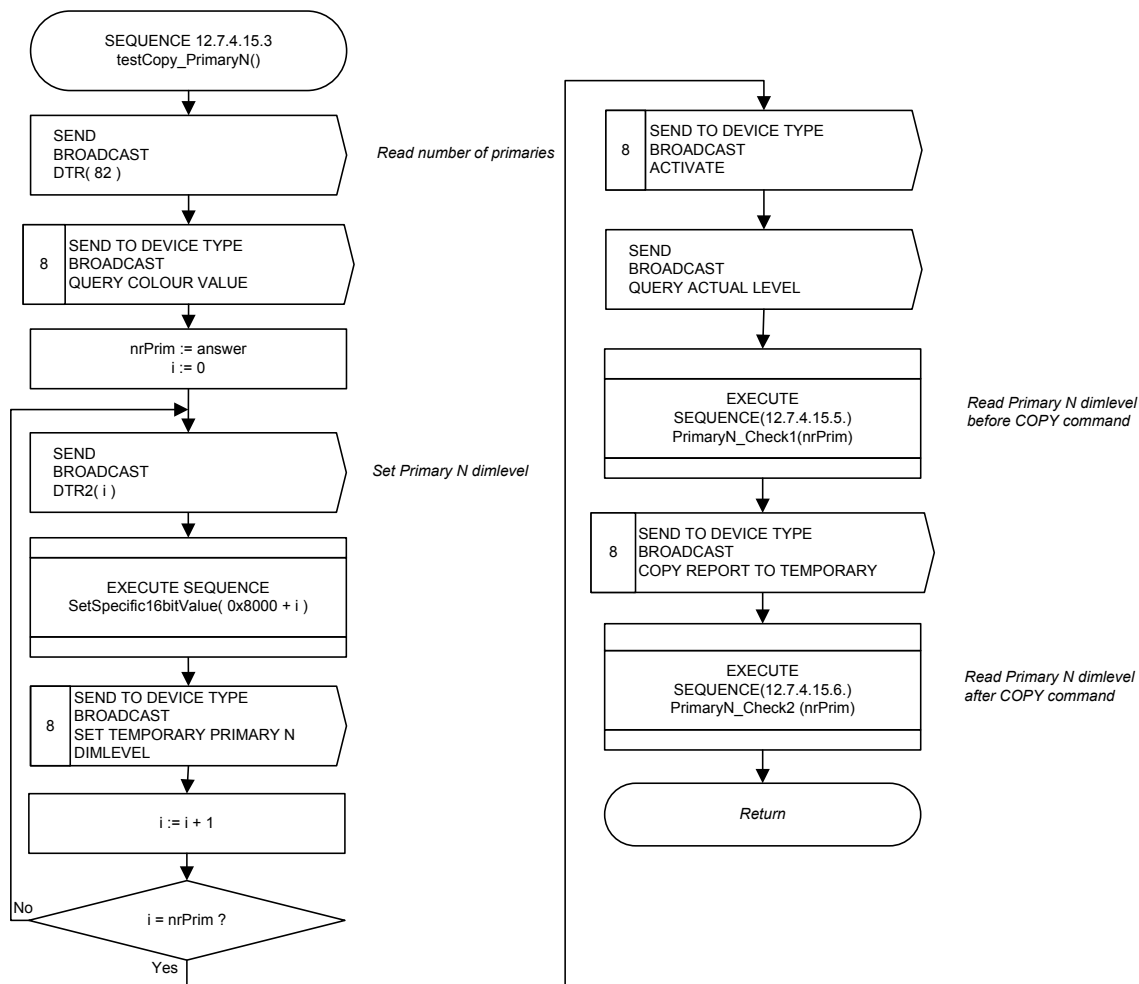 SEQUENCE 12.7.4.15.3
testCopy_PrimaryN()
SEND
BROADCAST
DTR( 82 )
Read number of primaries
8
SEND TO DEVICE TYPE
BROADCAST
QUERY COLOUR VALUE
nrPrim := answer
i := 0
SEND
BROADCAST
DTR2( i )
Set Primary N dimlevel
EXECUTE SEQUENCE
SetSpecific16bitValue( 0x8000 + i )
8
SEND TO DEVICE TYPE
BROADCAST
SET TEMPORARY PRIMARY N
DIMLEVEL
i := i + 1
No
i = nrPrim ?
Yes
8
SEND TO DEVICE TYPE
BROADCAST
ACTIVATE
SEND
BROADCAST
QUERY ACTUAL LEVEL
EXECUTE
SEQUENCE(12.7.4.15.5.)
PrimaryN_Check1(nrPrim)
Read Primary N dimlevel
before COPY command
8
SEND TO DEVICE TYPE
BROADCAST
COPY REPORT TO TEMPORARY
EXECUTE
SEQUENCE(12.7.4.15.6.)
PrimaryN_Check2 (nrPrim)
Read Primary N dimlevel
after COPY command
Return